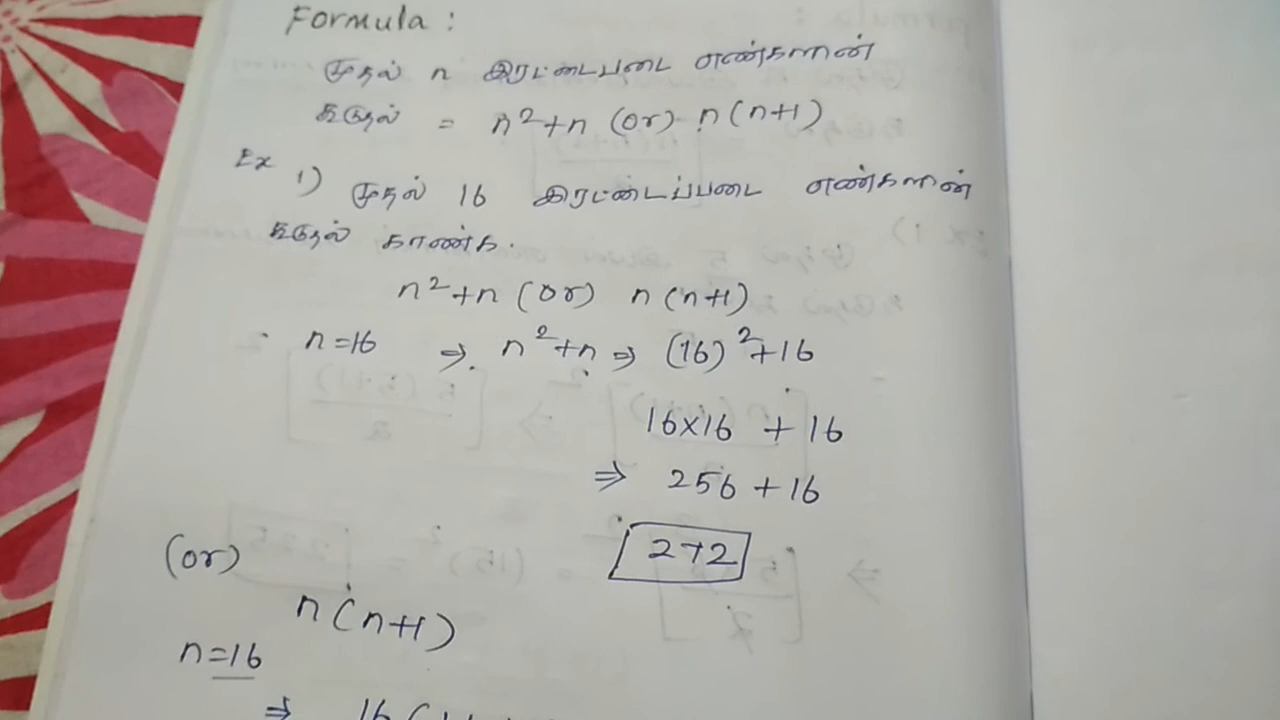 Formula :
முதல் n இரட்டைபடை எண்களின்
கூடுதல் = n²+n (or) n(n+1)
Ex 1) முதல் 16 இரட்டைப்படை எண்களின்
கூடுதல் காண்க.
n²+n (or) n(n+1)
n=16 ⇒ n²+n ⇒ (16)²+16
16×16 + 16
⇒ 256 + 16
272
(or)
n(n+1)
n=16
⇒ 16(